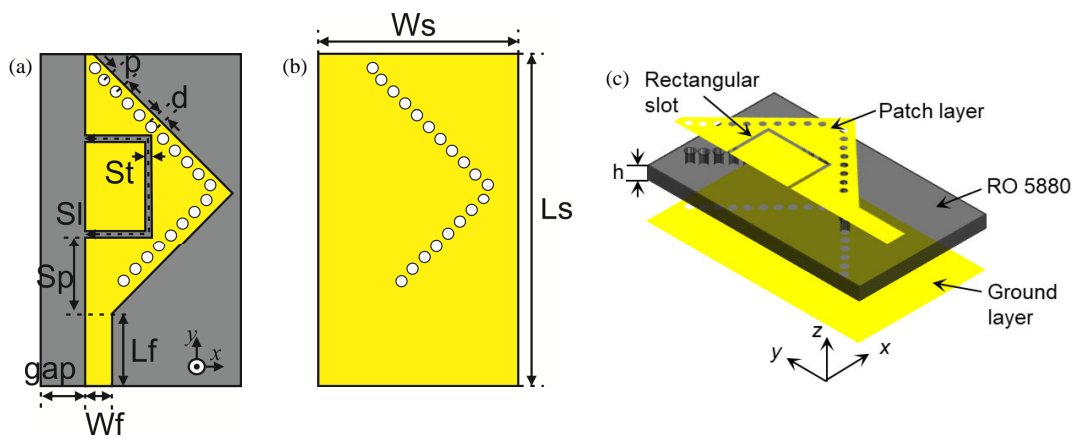 (a)
p
d
St
Sl
Sp
Lf
y
x
gap
Wf
(b)
Ws
Ls
(c)
Rectangular
slot
Patch layer
h
RO 5880
Ground
layer
z
y
x